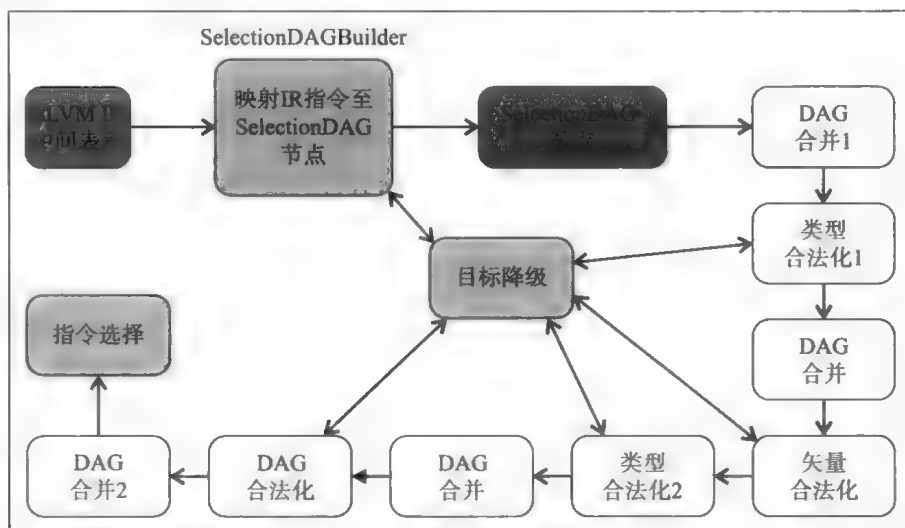 SelectionDAGBuilder
映射IR指令至
SelectionDAG
节点
SelectionDAG
DAG
合并1
类型
合法化1
目标降级
指令选择
DAG
合并
DAG
合并2
DAG
合法化
DAG
合并
类型
合法化2
矢量
合法化